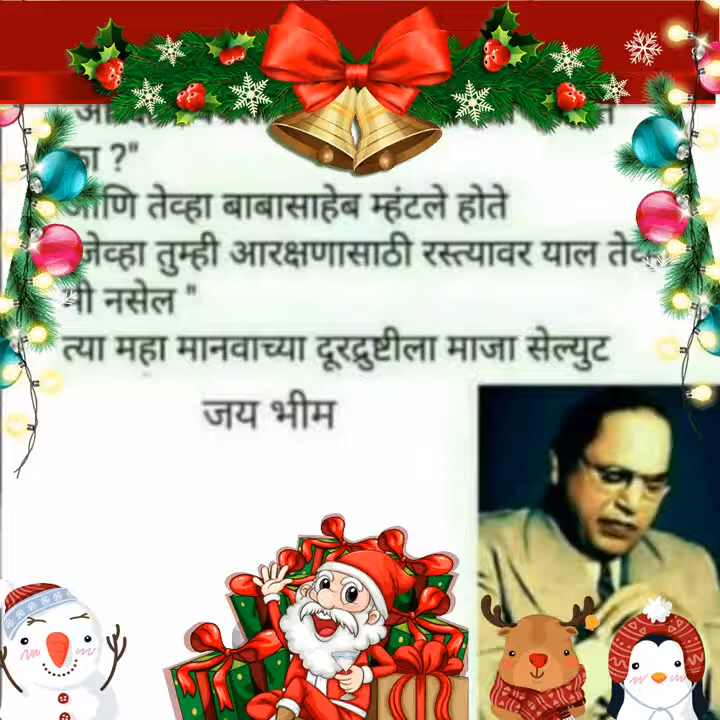 का ?"
आणि तेव्हा बाबासाहेब म्हंटले होते
जेव्हा तुम्ही आरक्षणासाठी रस्त्यावर याल
मी नसेल "
त्या महा मानवाच्या दूरद्रुष्टीला माजा सेल्युट
जय भीम